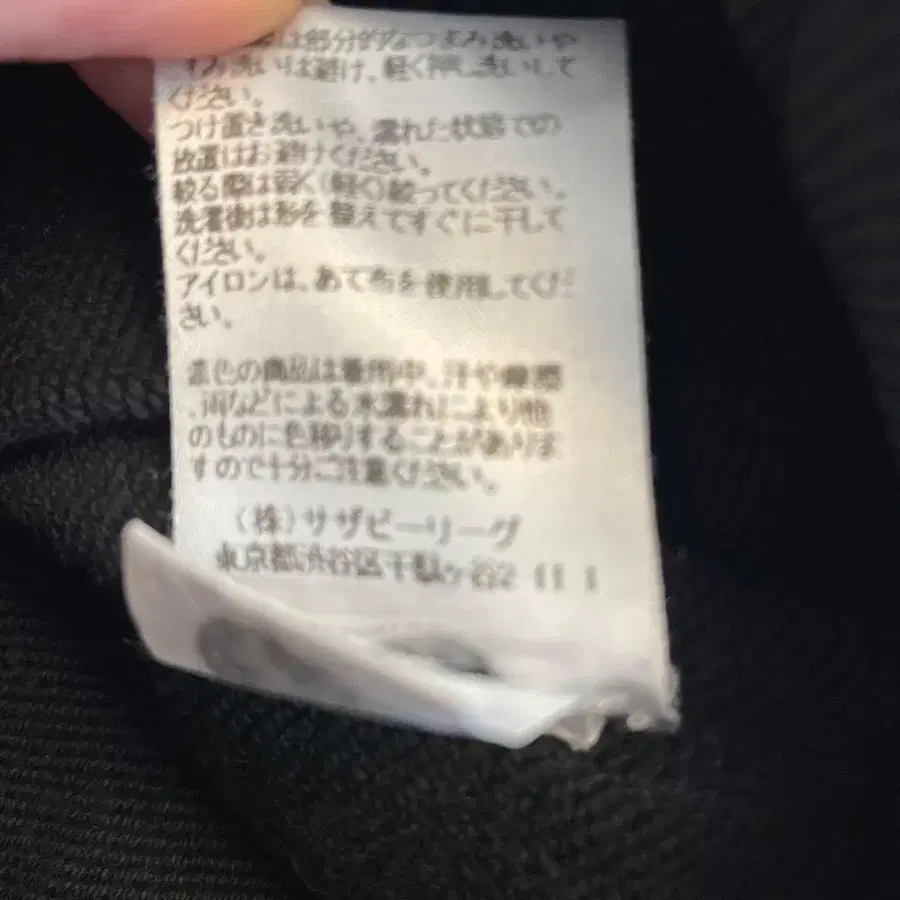 は部分的なつまみ洗いや
もみ洗いは避け、軽く押し洗いして
ください。
つけ置き洗いや、濡れた状態での
放置はお避けください。
絞る際は弱く(軽く)絞ってください。
洗濯後は形を整えてすぐに干して
ください。
アイロンは、あて布を使用してくだ
さい。
濃色の商品は着用中、汗や摩擦
、雨などによる水濡れにより他
のものに色移りすることがありま
すので十分ご注意ください。
(株)サザビーリーグ
東京都渋谷区千駄ヶ谷2 11 1